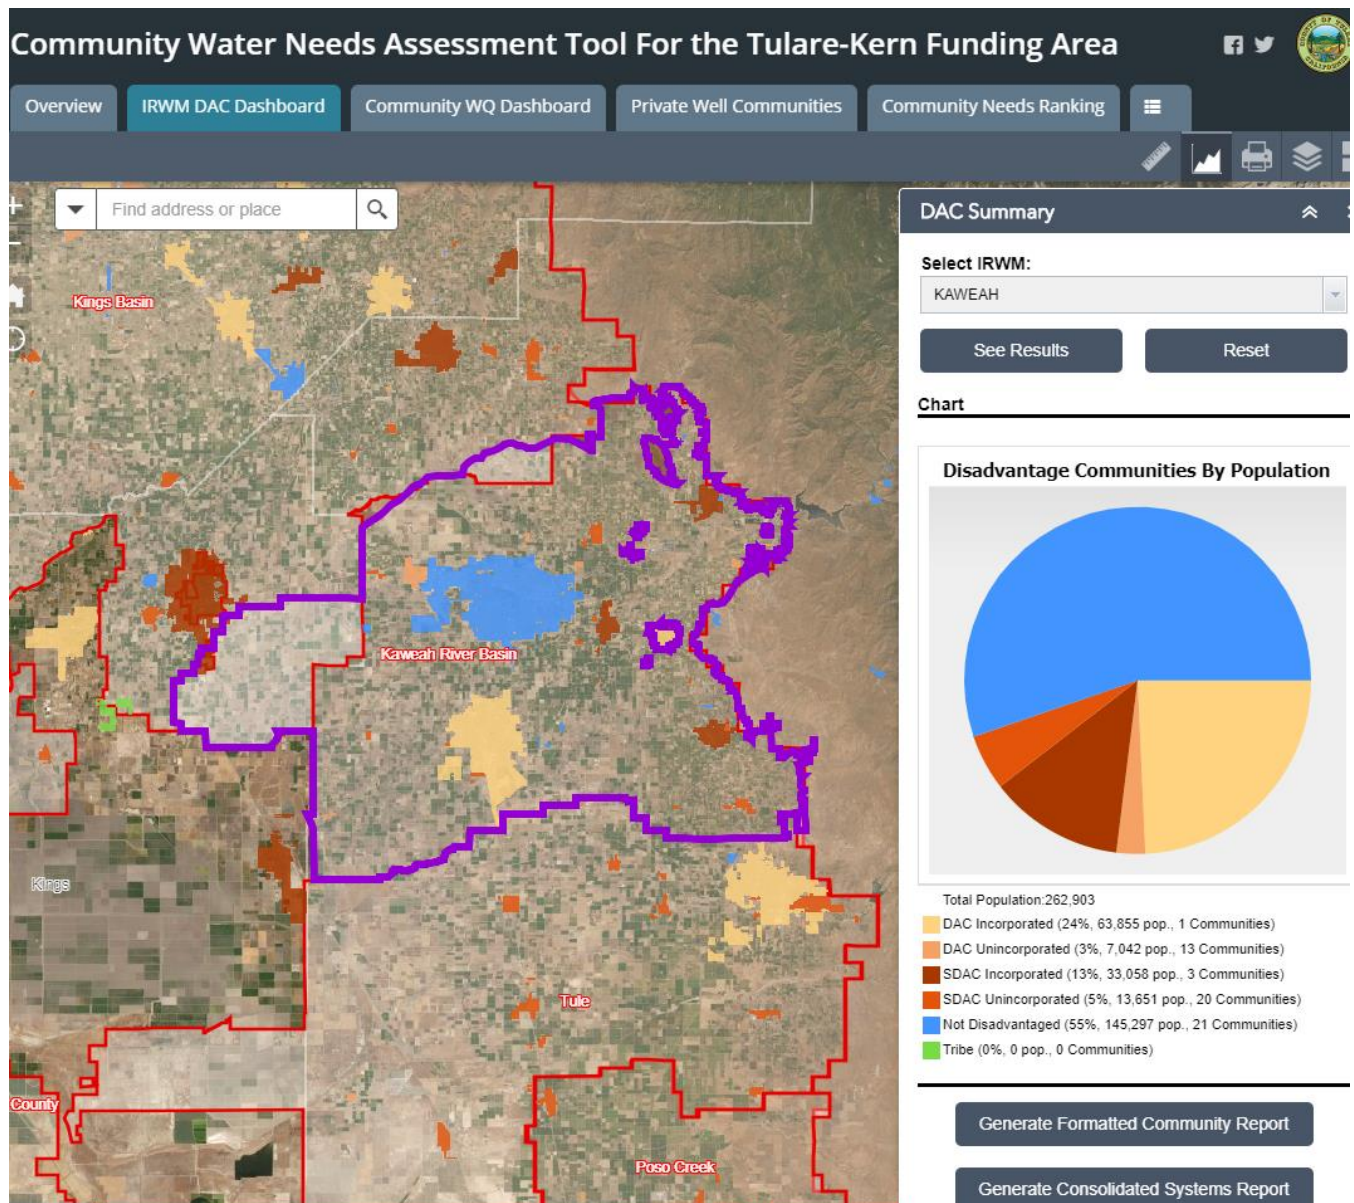 Community Water Needs Assessment Tool For the Tulare-Kern Funding Area
Overview
IRWM DAC Dashboard
Community WQ Dashboard
Private Well Communities
Community Needs Ranking
Find address or place
DAC Summary
Select IRWM:
KAWEAH
See Results
Reset
Chart
Disadvantage Communities By Population
Total Population:262,903
DAC Incorporated (24%, 63,855 pop., 1 Communities)
DAC Unincorporated (3%, 7,042 pop., 13 Communities)
SDAC Incorporated (13%, 33,058 pop., 3 Communities)
SDAC Unincorporated (5%, 13,651 pop., 20 Communities)
Not Disadvantaged (55%, 145,297 pop., 21 Communities)
Tribe (0%, 0 pop., 0 Communities)
Generate Formatted Community Report
Generate Consolidated Systems Report
Kings Basin
Kaweah River Basin
Kings
Tule
County
Poso Creek